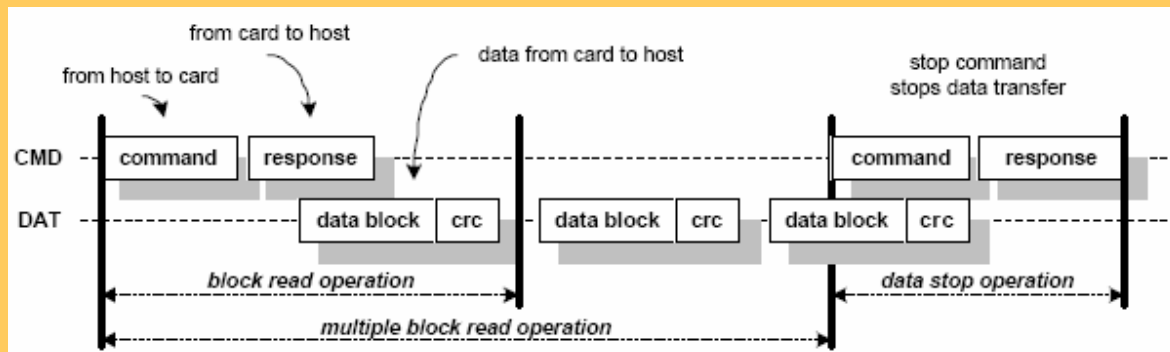 from card to host
from host to card
data from card to host
stop command
stops data transfer
CMD
command
response
command
response
DAT
data block
crc
data block
crc
data block
crc
block read operation
data stop operation
multiple block read operation